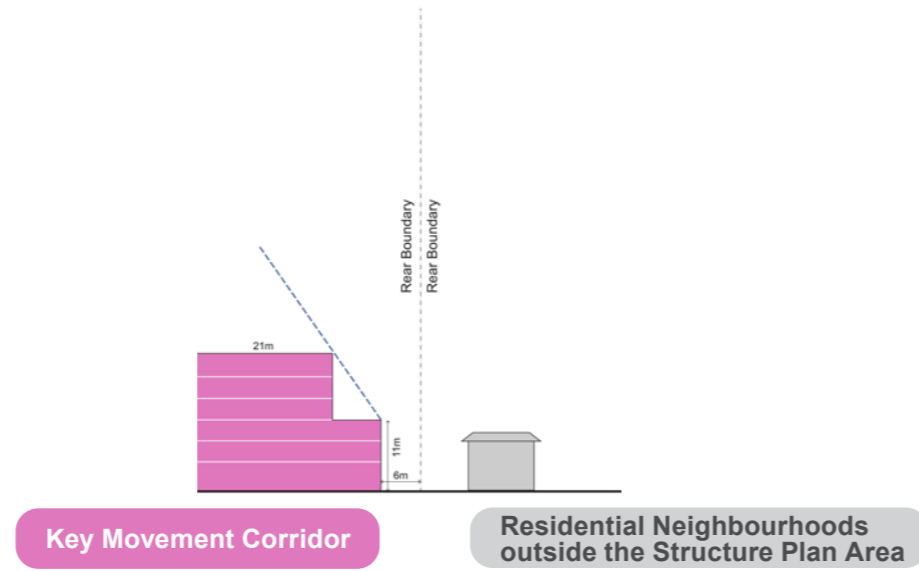 Rear Boundary
Rear Boundary
21m
11m
6m
Key Movement Corridor
Residential Neighbourhoods
outside the Structure Plan Area